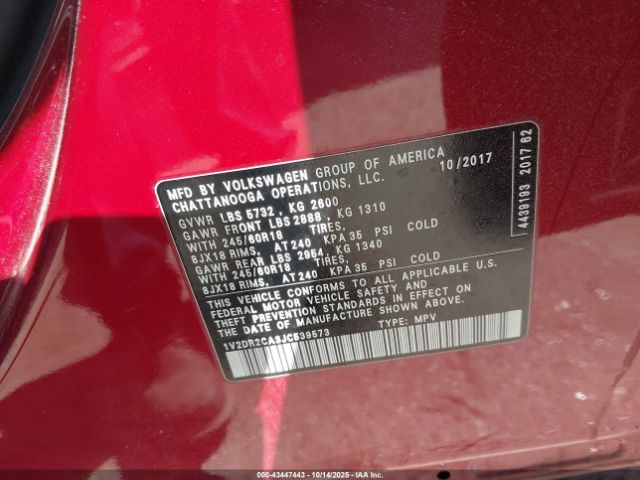 MFD BY VOLKSWAGEN GROUP OF AMERICA
CHATTANOOGA OPERATIONS, LLC. 10/2017
GVWR LBS 5732 , KG 2600
GAWR FRONT LBS 2888 , KG 1310
WITH 245/60R18 TIRES,
8JX18 RIMS, AT 240 KPA 35 PSI COLD
GAWR REAR LBS 2954, KG 1340
WITH 245/60R18 TIRES,
8JX18 RIMS, AT 240 KPA 35 PSI COLD
THIS VEHICLE CONFORMS TO ALL APPLICABLE U.S.
FEDERAL MOTOR VEHICLE SAFETY AND
THEFT PREVENTION STANDARDS IN EFFECT ON
THE DATE OF MANUFACTURE SHOWN ABOVE.
1V2DR2CA3JC539573 TYPE: MPV
4439193 2017 62
000-43447443 - 10/14/2025 - IAA Inc.